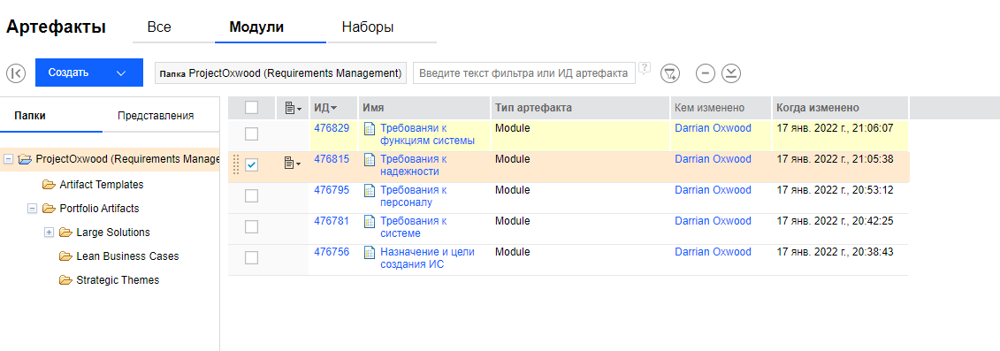 Артефакты
Все
Модули
Наборы
Создать
Папка ProjectOxwood (Requirements Management)
Введите текст фильтра или ИД артефакта
?
Папки
Представления
ProjectOxwood (Requirements Manage
Artifact Templates
Portfolio Artifacts
Large Solutions
Lean Business Cases
Strategic Themes
ИД
Имя
Тип артефакта
Кем изменено
Когда изменено
476829
Требованяи к
функциям системы
Module
Darrian Oxwood
17 янв. 2022 г., 21:06:07
476815
Требования к
надежности
Module
Darrian Oxwood
17 янв. 2022 г., 21:05:38
476795
Требования к
персоналу
Module
Darrian Oxwood
17 янв. 2022 г., 20:53:12
476781
Требования к
системе
Module
Darrian Oxwood
17 янв. 2022 г., 20:42:25
476756
Назначение и цели
создания ИС
Module
Darrian Oxwood
17 янв. 2022 г., 20:38:43